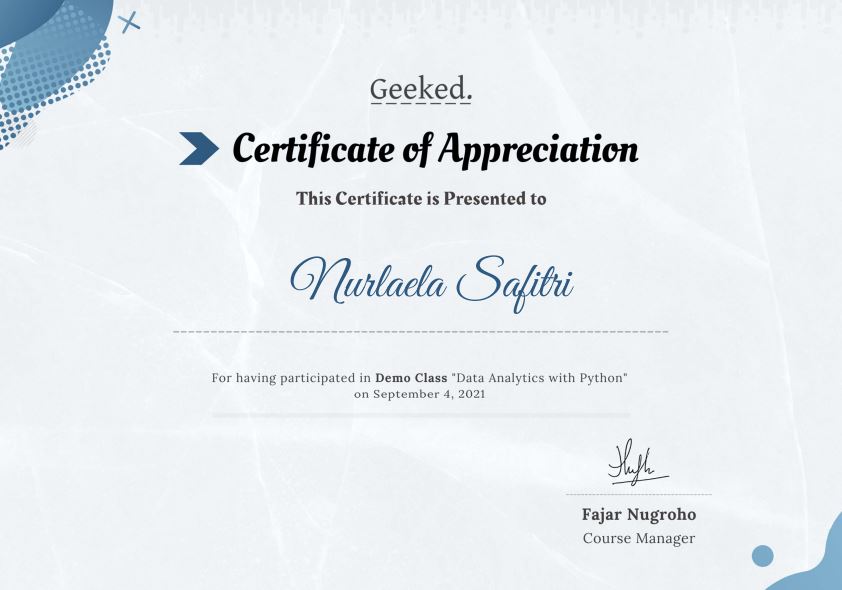 Geeked.
Certificate of Appreciation
This Certificate is Presented to
Nurlaela Safitri
For having participated in Demo Class "Data Analytics with Python"
on September 4, 2021
Fajar Nugroho
Course Manager